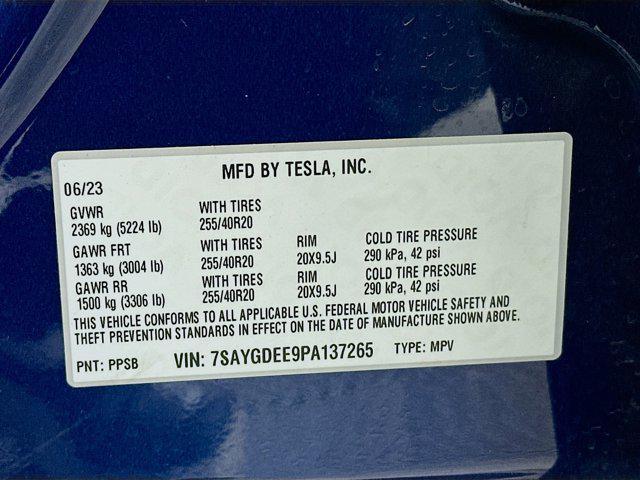 MFD BY TESLA, INC.
06/23
GVWR WITH TIRES
2369 kg (5224 lb) 255/40R20
GAWR FRT WITH TIRES RIM COLD TIRE PRESSURE
1363 kg (3004 lb) 255/40R20 20X9.5J 290 kPa, 42 psi
GAWR RR WITH TIRES RIM COLD TIRE PRESSURE
1500 kg (3306 lb) 255/40R20 20X9.5J 290 kPa, 42 psi
THIS VEHICLE CONFORMS TO ALL APPLICABLE U.S. FEDERAL MOTOR VEHICLE SAFETY AND
THEFT PREVENTION STANDARDS IN EFFECT ON THE DATE OF MANUFACTURE SHOWN ABOVE.
PNT: PPSB VIN: 7SAYGDEE9PA137265 TYPE: MPV